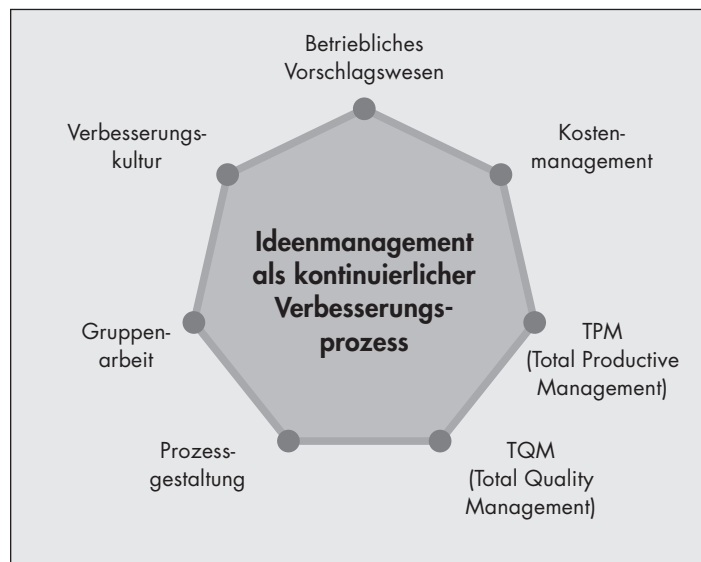 Betriebliches
Vorschlagswesen
Verbesserungs-
kultur
Kosten-
management
Ideenmanagement
als kontinuierlicher
Verbesserungs-
prozess
Gruppen-
arbeit
TPM
(Total Productive
Management)
Prozess-
gestaltung
TQM
(Total Quality
Management)